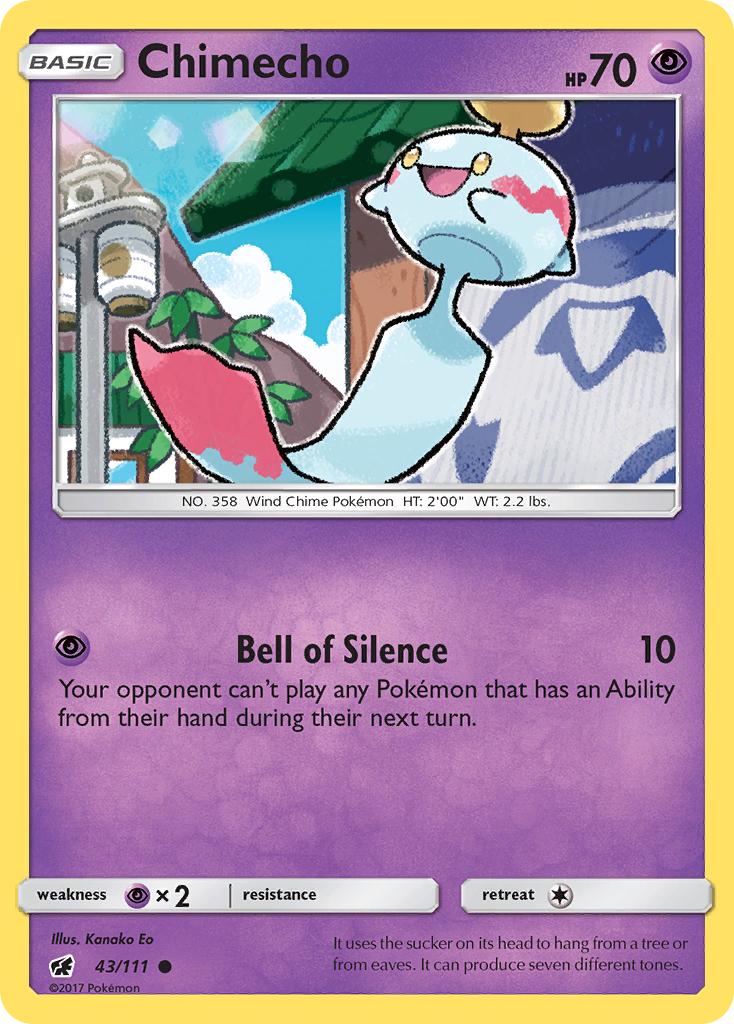 BASIC
Chimecho
HP 70
NO. 358 Wind Chime Pokémon HT: 2'00" WT: 2.2 lbs.
Bell of Silence 10
Your opponent can't play any Pokémon that has an Ability
from their hand during their next turn.
weakness × 2 resistance retreat
Illus. Kanako Eo
43/111
©2017 Pokémon
It uses the sucker on its head to hang from a tree or
from eaves. It can produce seven different tones.